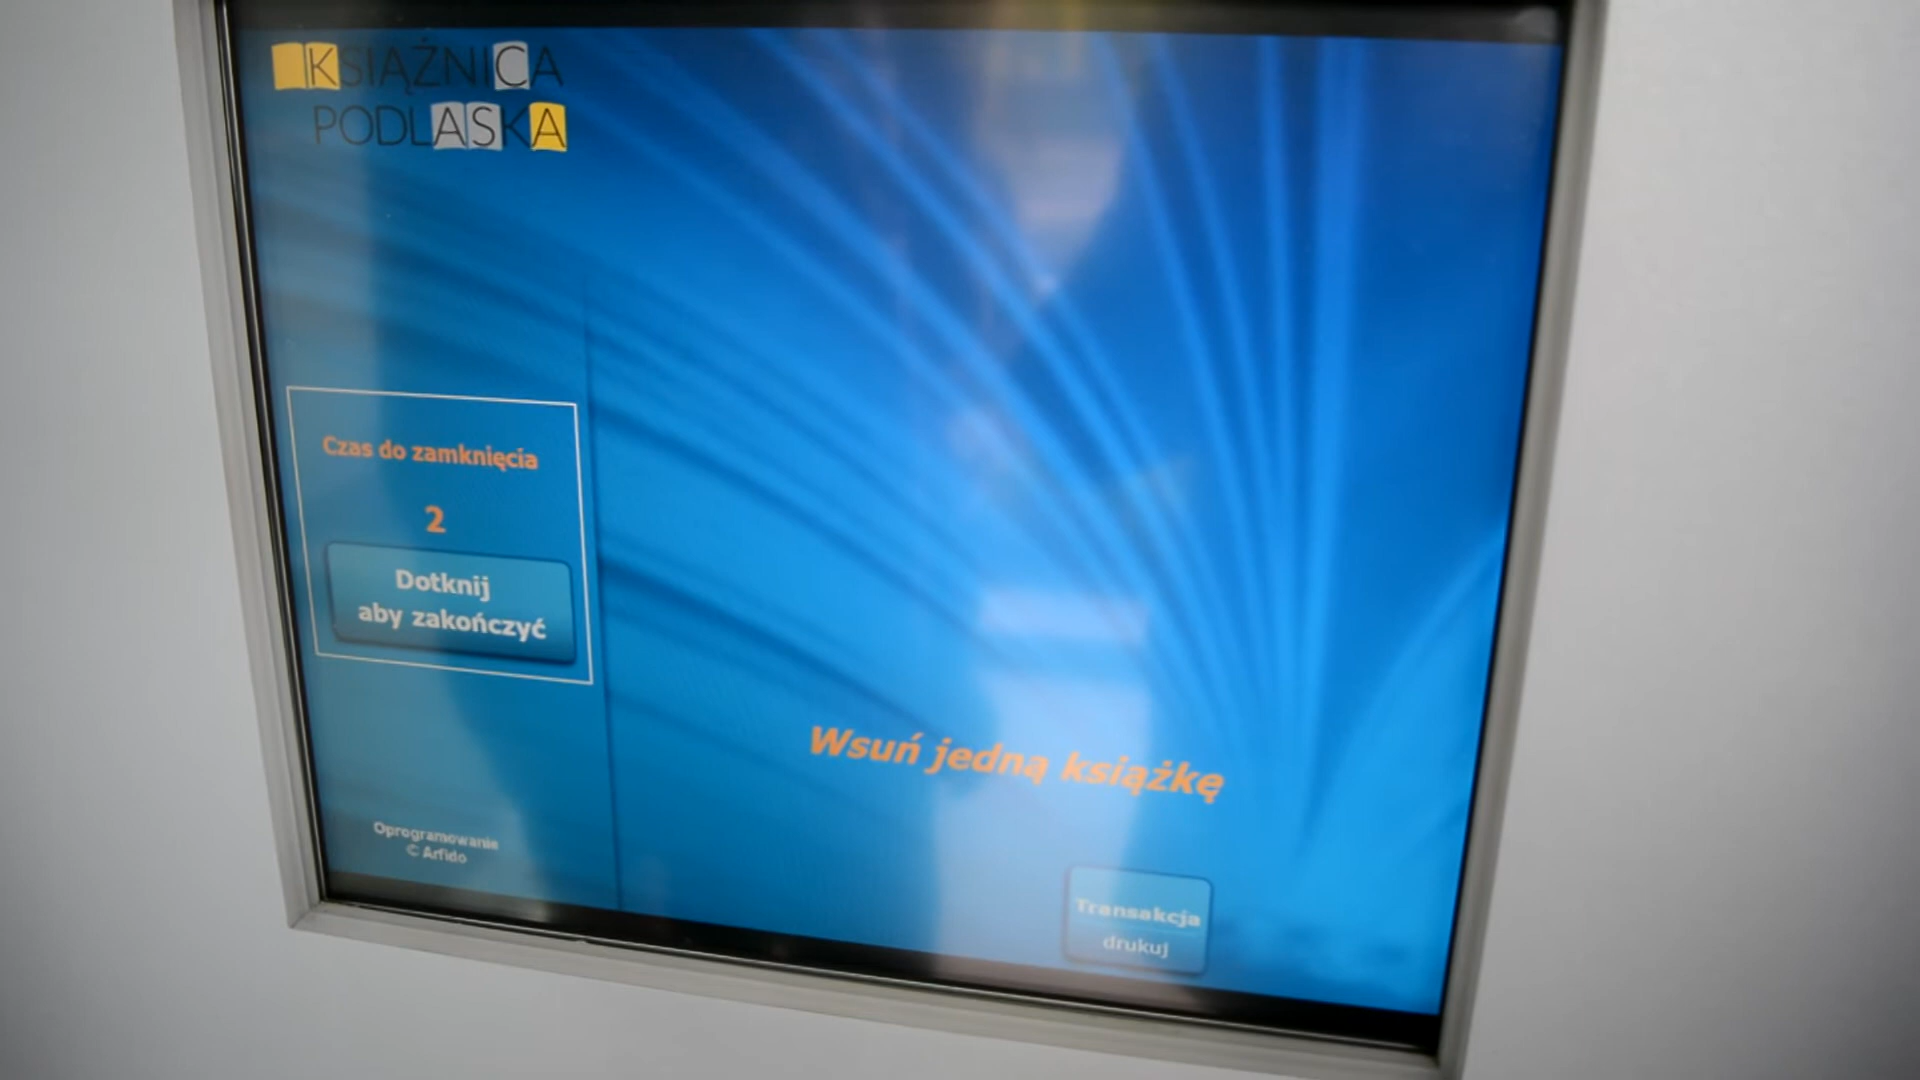 KSIĄŻNICA
PODLASKA
Czas do zamknięcia
2
Dotknij
aby zakończyć
Wsuń jedną książkę
Oprogramowanie
© Arfido
Transakcja
drukuj